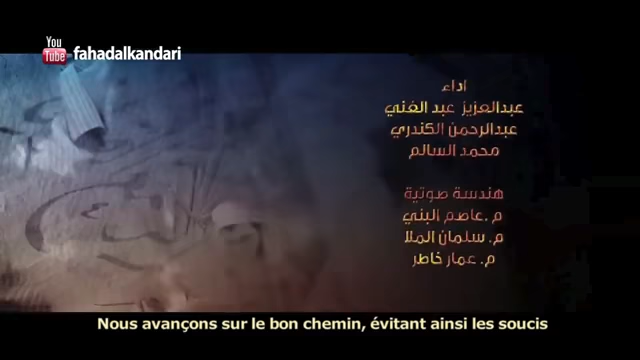 You Tube fahadalkandari
اداء
عبدالعزيز عبد الغني
عبدالرحمن الكندري
محمد السالم
هندسة صوتية
م.عاصم البني
م. سلمان الملا
م. عمار خاطر
Nous avançons sur le bon chemin, évitant ainsi les soucis